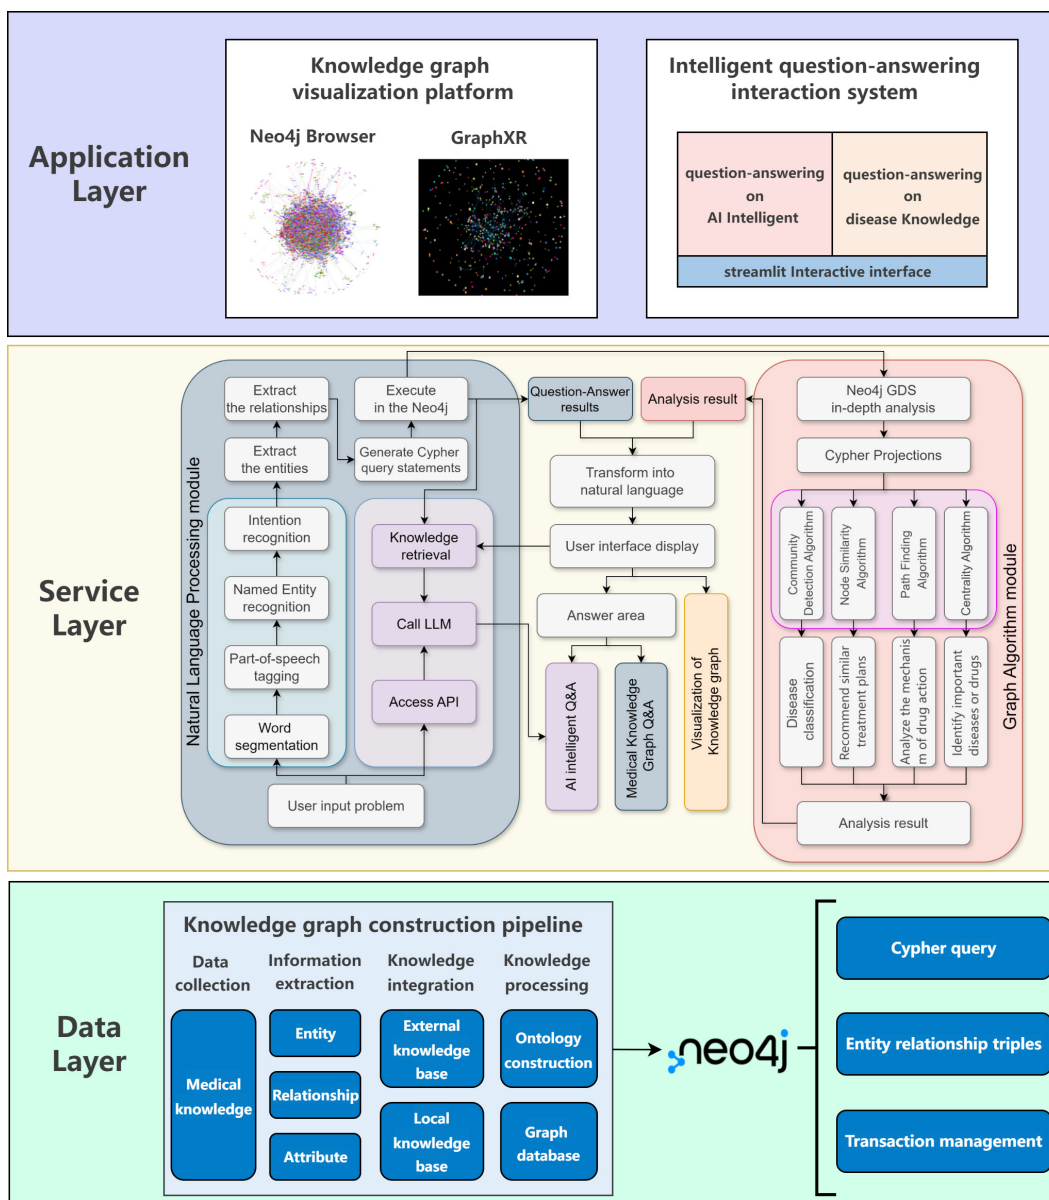 Application
Layer
Knowledge graph
visualization platform
Neo4j Browser
GraphXR
Intelligent question-answering
interaction system
question-answering
on
AI Intelligent
question-answering
on
disease Knowledge
streamlit Interactive interface
Service
Layer
Natural Language Processing module
Extract
the relationships
Extract
the entities
Intention
recognition
Named Entity
recognition
Part-of-speech
tagging
Word
segmentation
User input problem
Execute
in the Neo4j
Generate Cypher
query statements
Knowledge
retrieval
Call LLM
Access API
Question-Answer
results
Analysis result
Transform into
natural language
User interface display
Answer area
AI intelligent Q&A
Medical Knowledge
Graph Q&A
Visualization of
Knowledge graph
Neo4j GDS
in-depth analysis
Cypher Projections
Community
Detection Algorithm
Node Similarity
Algorithm
Path Finding
Algorithm
Centrality Algorithm
Disease
classification
Recommend similar
treatment plans
Analyze the mechanis
m of drug action
Identify important
diseases or drugs
Analysis result
Graph Algorithm module
Data
Layer
Knowledge graph construction pipeline
Data
collection
Information
extraction
Knowledge
integration
Knowledge
processing
Medical
knowledge
Entity
Relationship
Attribute
External
knowledge
base
Local
knowledge
base
Ontology
construction
Graph
database
neo4j
Cypher query
Entity relationship triples
Transaction management